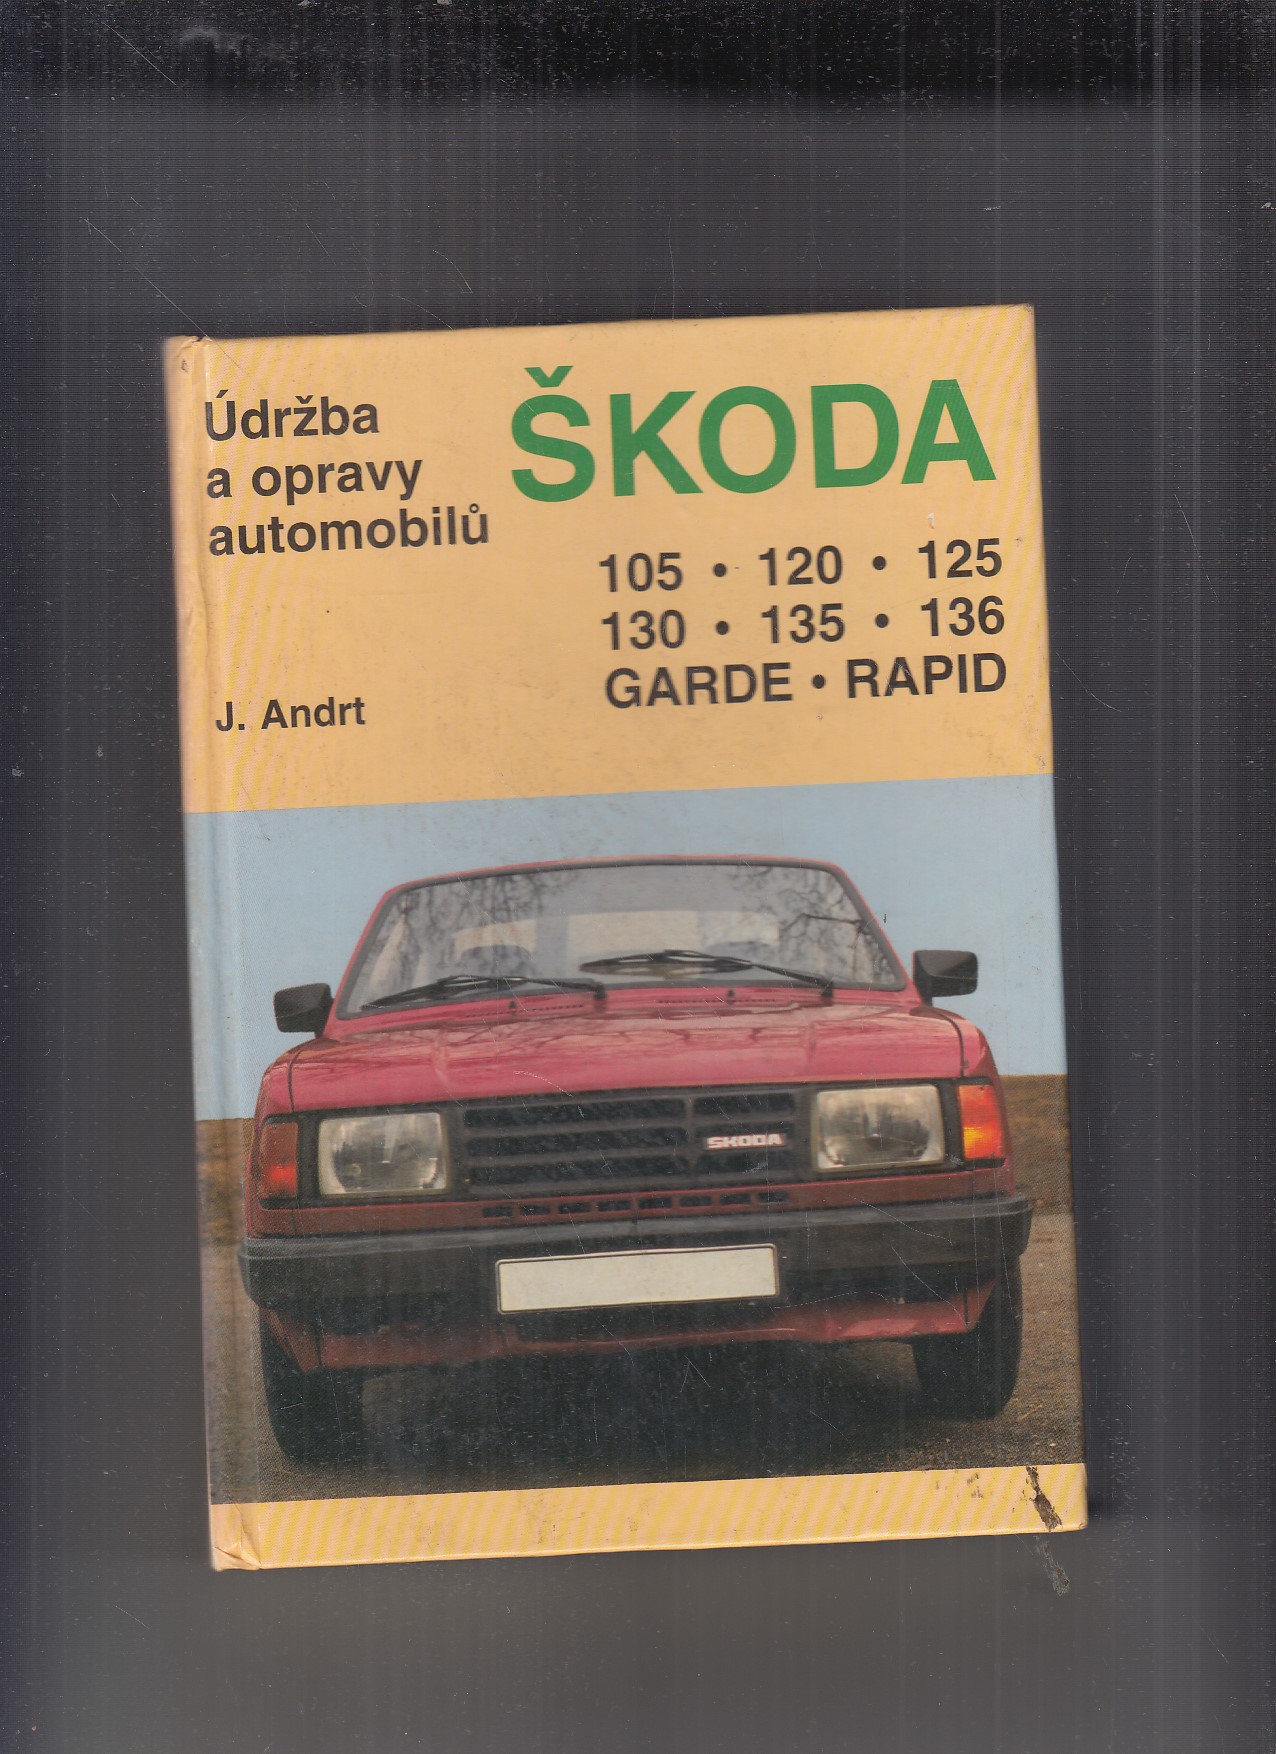 Údržba
a opravy
automobilů
ŠKODA
105 • 120 • 125
130 • 135 • 136
GARDE • RAPID
J. Andrt
SKODA